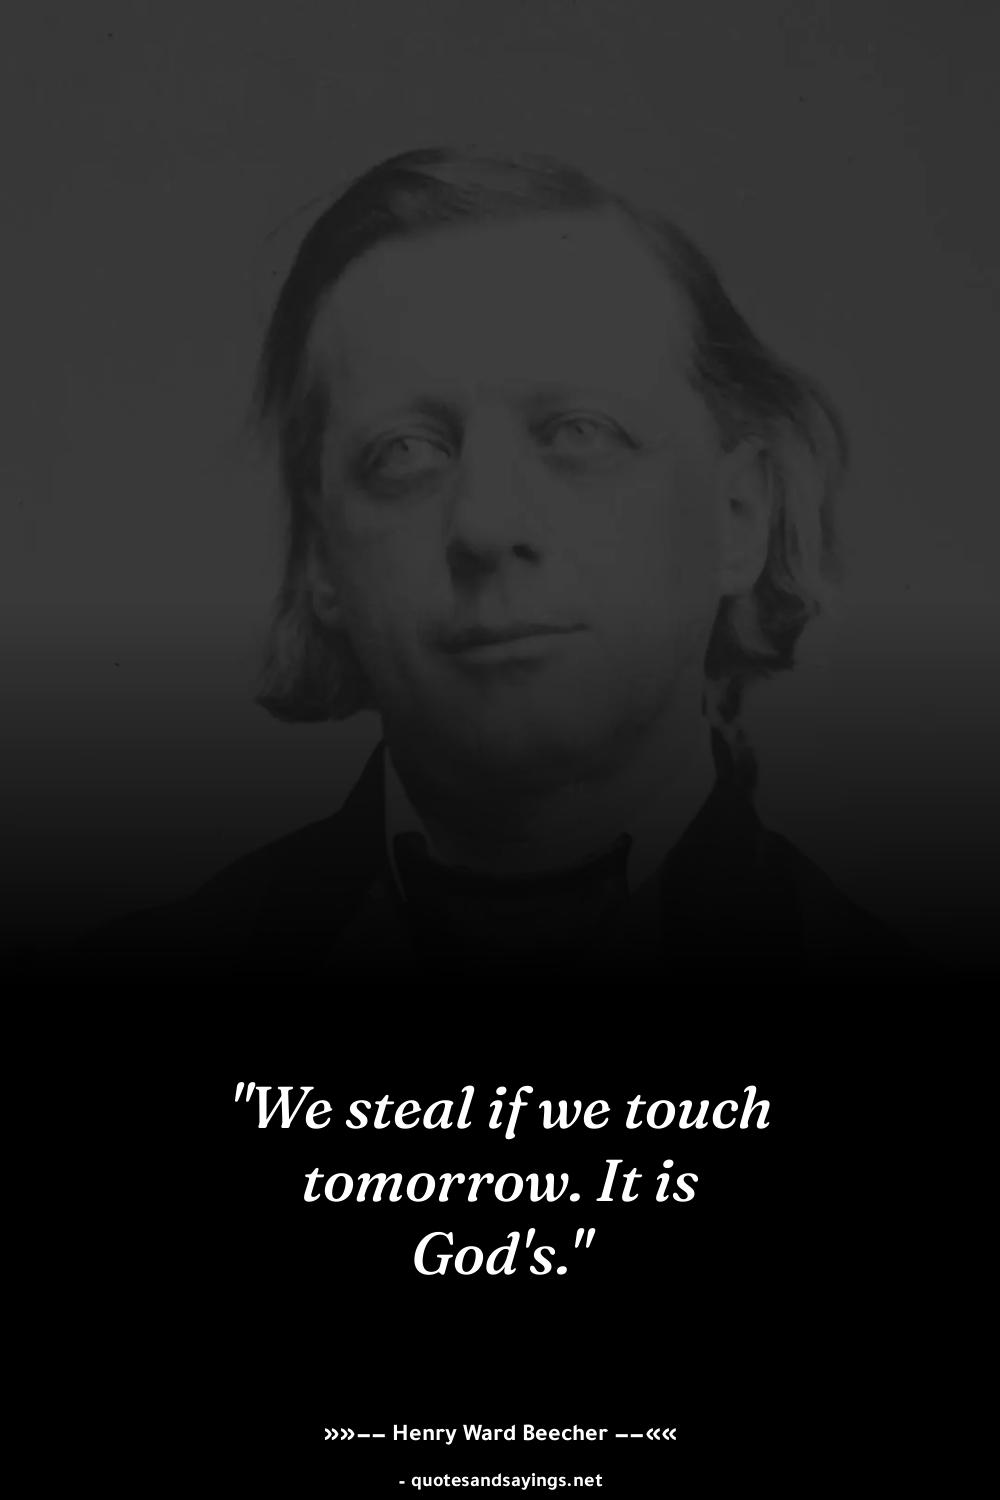 "We steal if we touch
tomorrow. It is
God's."
»»−− Henry Ward Beecher −−««
- quotesandsayings.net